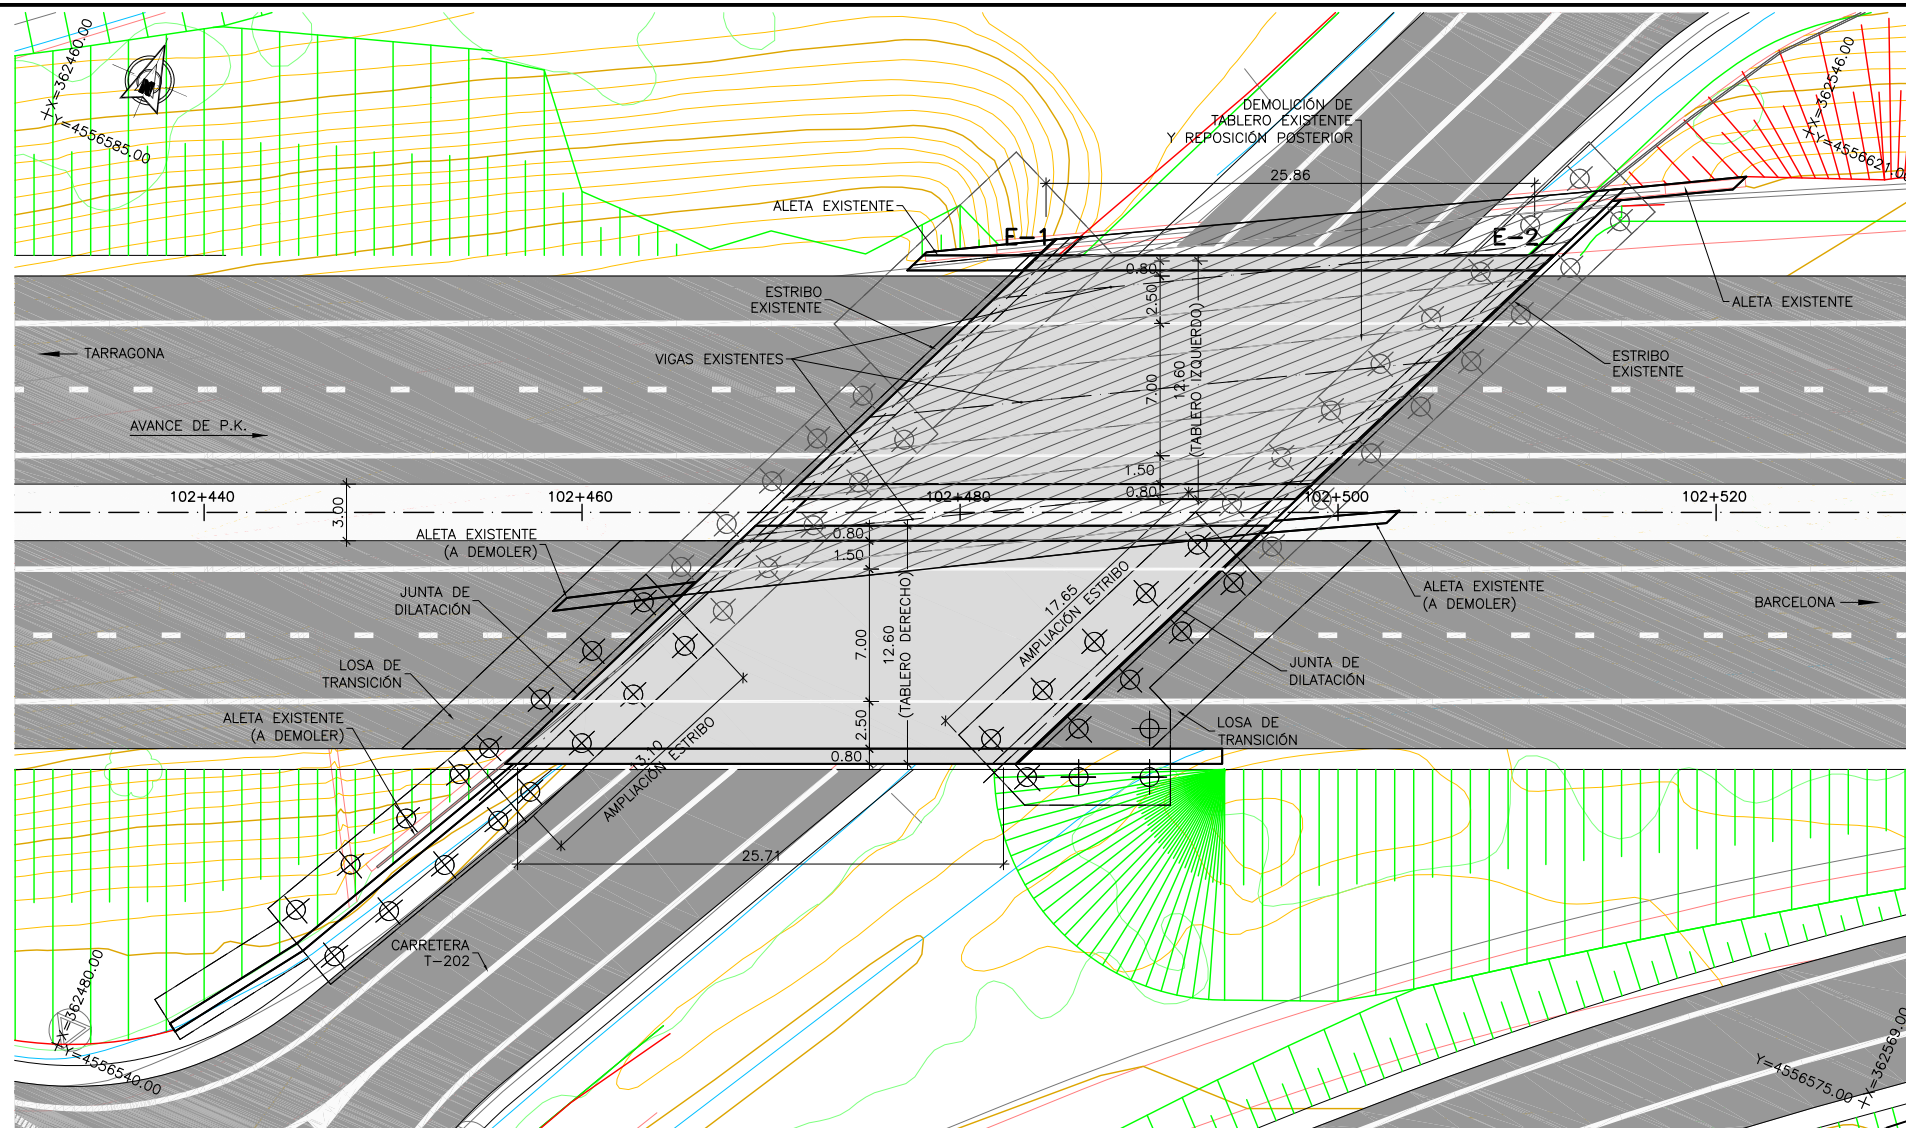 X=362460.00
Y=4556585.00
DEMOLICIÓN DE
TABLERO EXISTENTE
Y REPOSICIÓN POSTERIOR
X=362546.00
Y=4556621.00
25.86
ALETA EXISTENTE
E-1
E-2
ESTRIBO
EXISTENTE
0.80
2.50
7.00
1.50
0.80
12.60
(TABLERO IZQUIERDO)
ALETA EXISTENTE
TARRAGONA
VIGAS EXISTENTES
ESTRIBO
EXISTENTE
AVANCE DE P.K.
102+440
102+460
102+480
102+500
102+520
3.00
ALETA EXISTENTE
(A DEMOLER)
0.80
1.50
7.00
2.50
0.80
12.60
(TABLERO DERECHO)
JUNTA DE
DILATACIÓN
17.65
AMPLIACIÓN ESTRIBO
ALETA EXISTENTE
(A DEMOLER)
BARCELONA
LOSA DE
TRANSICIÓN
JUNTA DE
DILATACIÓN
ALETA EXISTENTE
(A DEMOLER)
LOSA DE
TRANSICIÓN
13.10
AMPLIACIÓN ESTRIBO
25.71
CARRETERA
T-202
X=362480.00
Y=4556540.00
Y=4556575.00
X=362569.00